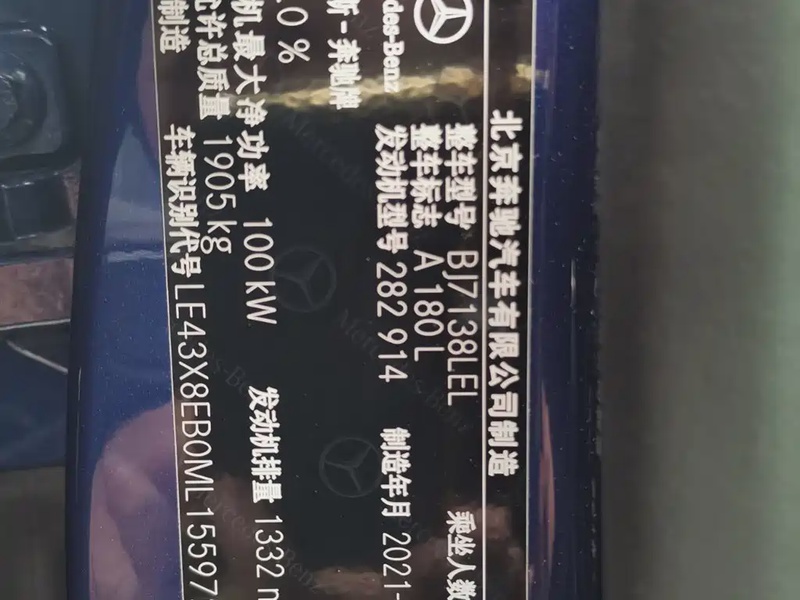 北京奔驰汽车有限公司制造
des-Benz
斯-奔驰牌
整车型号 BJ7138LEL 乘坐人数
整车标志 A 180 L
发动机型号 282 914 制造年月 2021-
.0 %
机最大净功率 100 kW 发动机排量 1332 m
允许总质量 1905 kg
制造
车辆识别代号 LE43X8EB0ML15597